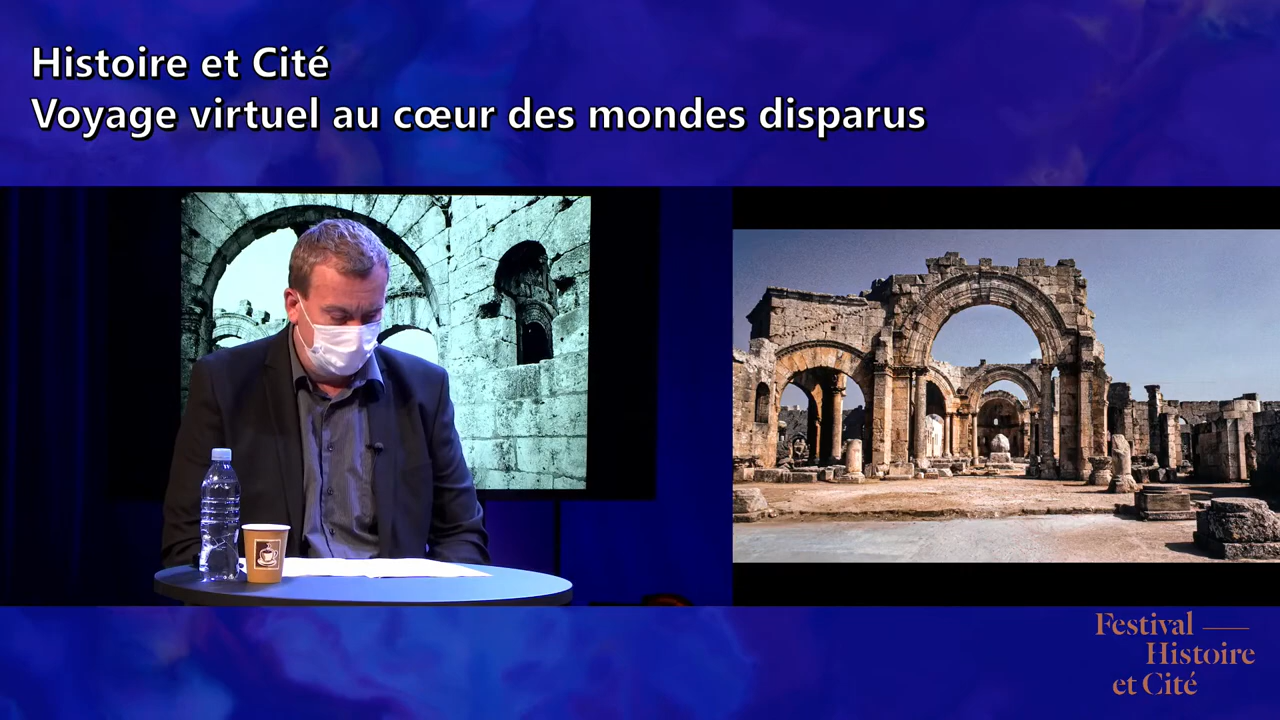 Histoire et Cité
Voyage virtuel au cœur des mondes disparus
Festival
Histoire
et Cité